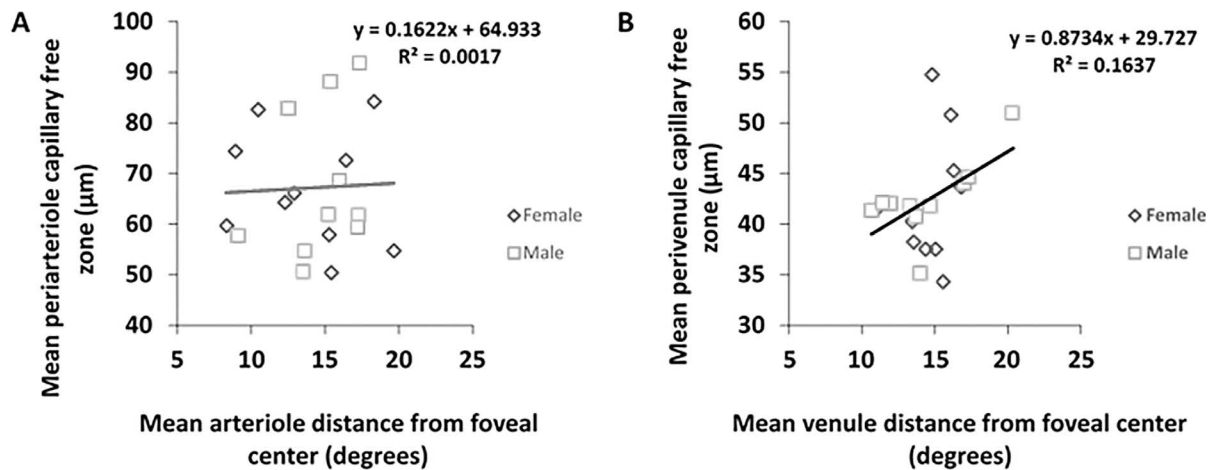 A
Mean periarteriole capillary free
zone (µm)
100
90
80
70
60
50
40
5
10
15
20
25
y = 0.1622x + 64.933
R² = 0.0017
Female
Male
Mean arteriole distance from foveal
center (degrees)
B
Mean perivenule capillary free
zone (µm)
60
55
50
45
40
35
30
5
10
15
20
25
y = 0.8734x + 29.727
R² = 0.1637
Female
Male
Mean venule distance from foveal center
(degrees)